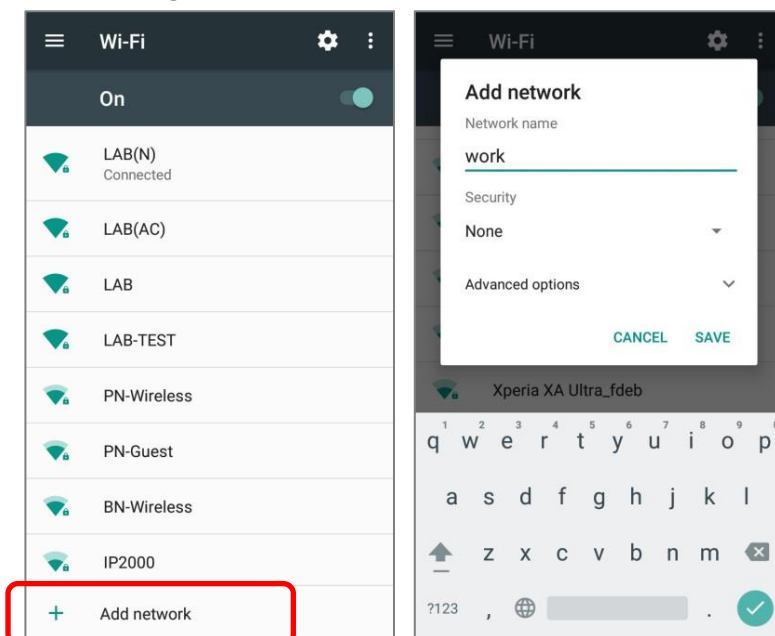 Wi-Fi
On
LAB(N)
Connected
LAB(AC)
LAB
LAB-TEST
PN-Wireless
PN-Guest
BN-Wireless
IP2000
+ Add network
Wi-Fi
Add network
Network name
work
Security
None
Advanced options
CANCEL SAVE
Xperia XA Ultra_fdeb
1 2 3 4 5 6 7 8 9
q w e r t y u i o p
a s d f g h j k l
z x c v b n m
?123 , .